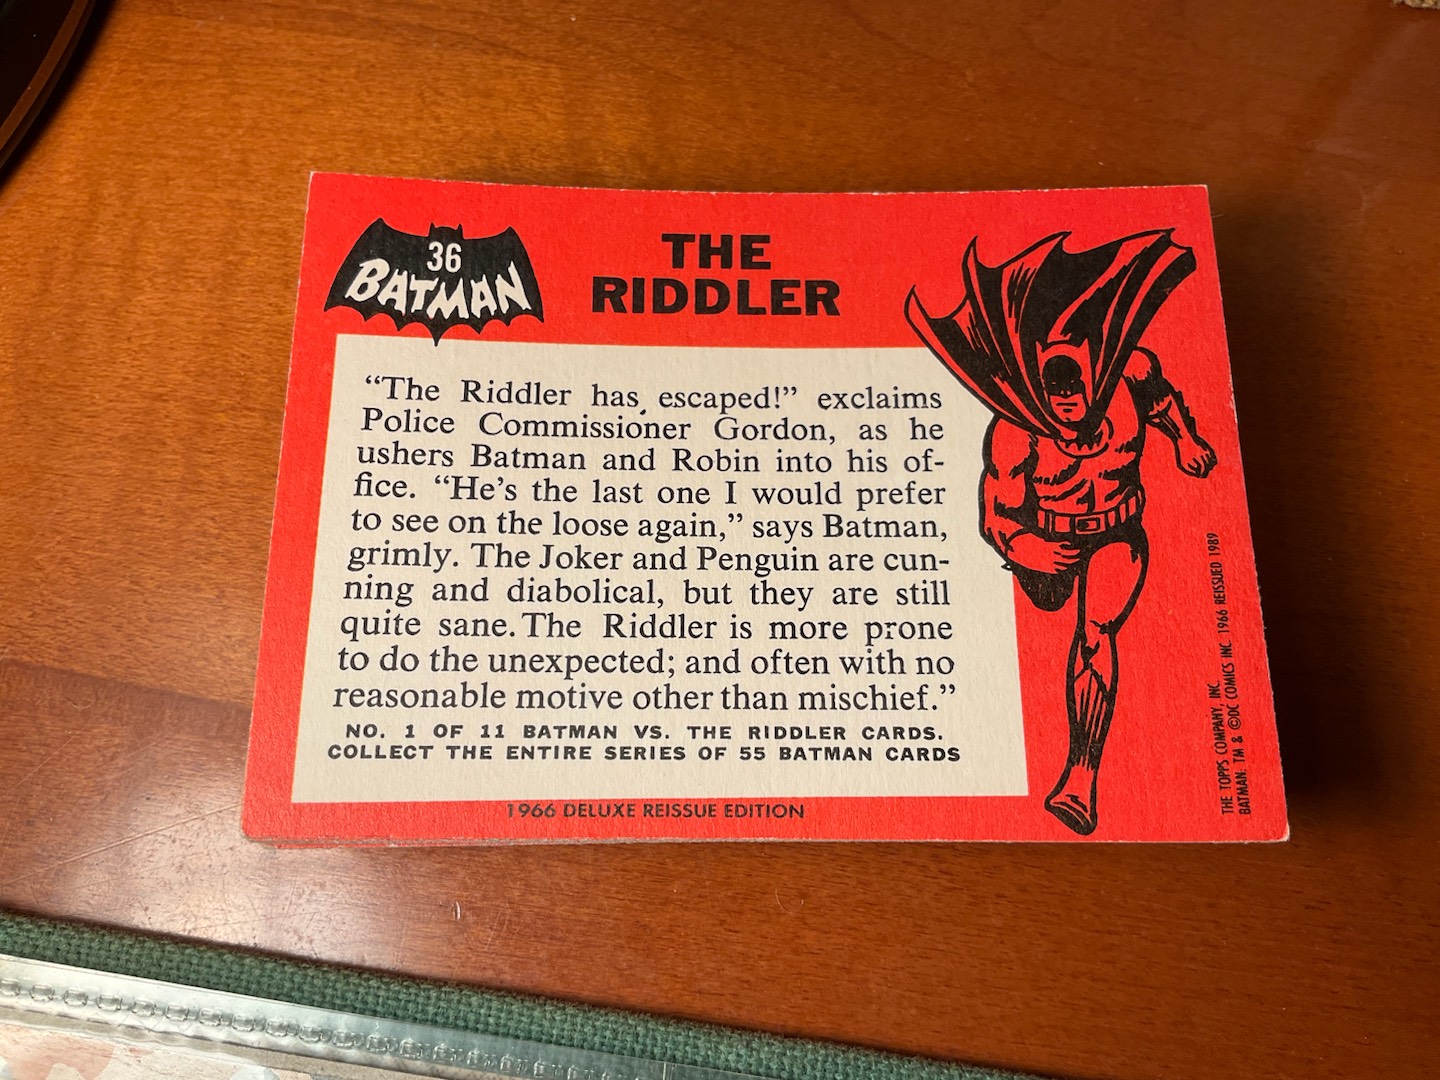 36
BATMAN
THE
RIDDLER
“The Riddler has escaped!” exclaims
Police Commissioner Gordon, as he
ushers Batman and Robin into his of-
fice. “He’s the last one I would prefer
to see on the loose again,” says Batman,
grimly. The Joker and Penguin are cun-
ning and diabolical, but they are still
quite sane. The Riddler is more prone
to do the unexpected; and often with no
reasonable motive other than mischief.”
NO. 1 OF 11 BATMAN VS. THE RIDDLER CARDS.
COLLECT THE ENTIRE SERIES OF 55 BATMAN CARDS
1966 DELUXE REISSUE EDITION
THE TOPPS COMPANY, INC.
BATMAN: TM & ©DC COMICS INC. 1966 REISSUED 1989